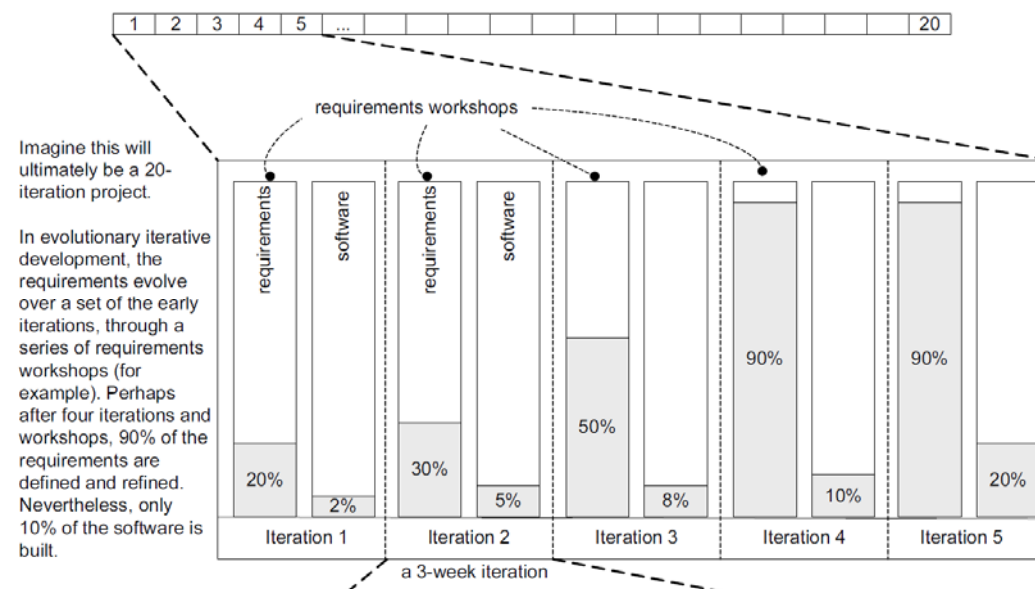 1 2 3 4 5 ... 20
requirements workshops
Imagine this will
ultimately be a 20-
iteration project.
In evolutionary iterative
development, the
requirements evolve
over a set of the early
iterations, through a
series of requirements
workshops (for
example). Perhaps
after four iterations and
workshops, 90% of the
requirements are
defined and refined.
Nevertheless, only
10% of the software is
built.
requirements
software
requirements
software
20%
2%
30%
5%
50%
8%
90%
10%
90%
20%
Iteration 1
Iteration 2
Iteration 3
Iteration 4
Iteration 5
a 3-week iteration